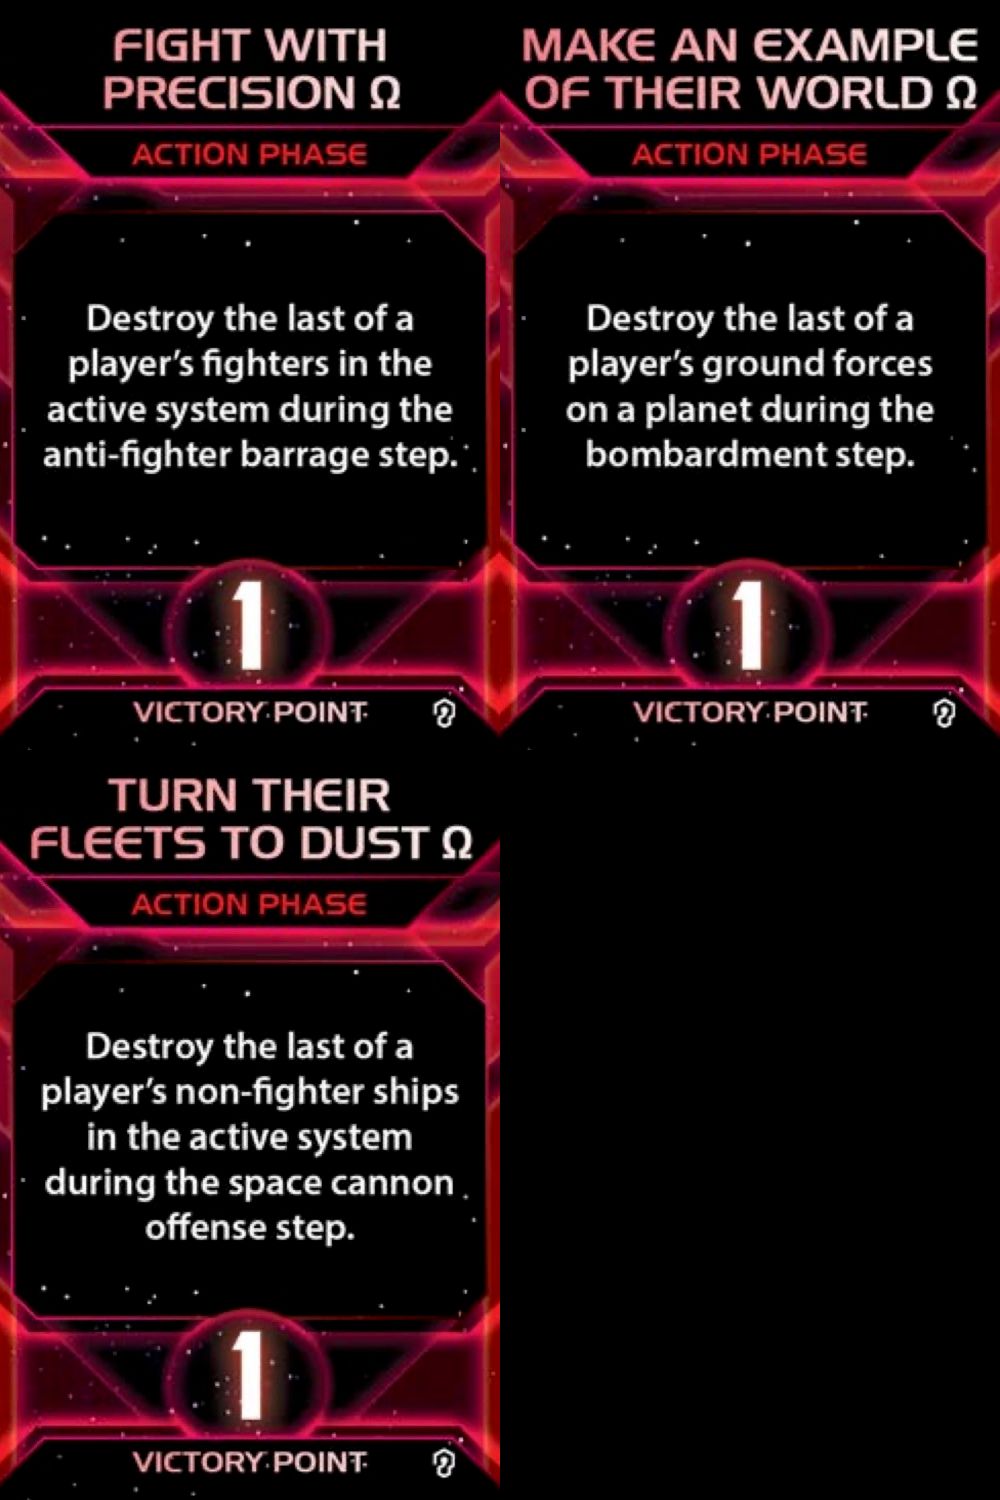 FIGHT WITH
PRECISION Ω
ACTION PHASE
Destroy the last of a
player’s fighters in the
active system during the
anti-fighter barrage step.
1
VICTORY POINT
MAKE AN EXAMPLE
OF THEIR WORLD Ω
ACTION PHASE
Destroy the last of a
player’s ground forces
on a planet during the
bombardment step.
1
VICTORY POINT
TURN THEIR
FLEETS TO DUST Ω
ACTION PHASE
Destroy the last of a
player’s non-fighter ships
in the active system
during the space cannon
offense step.
1
VICTORY POINT